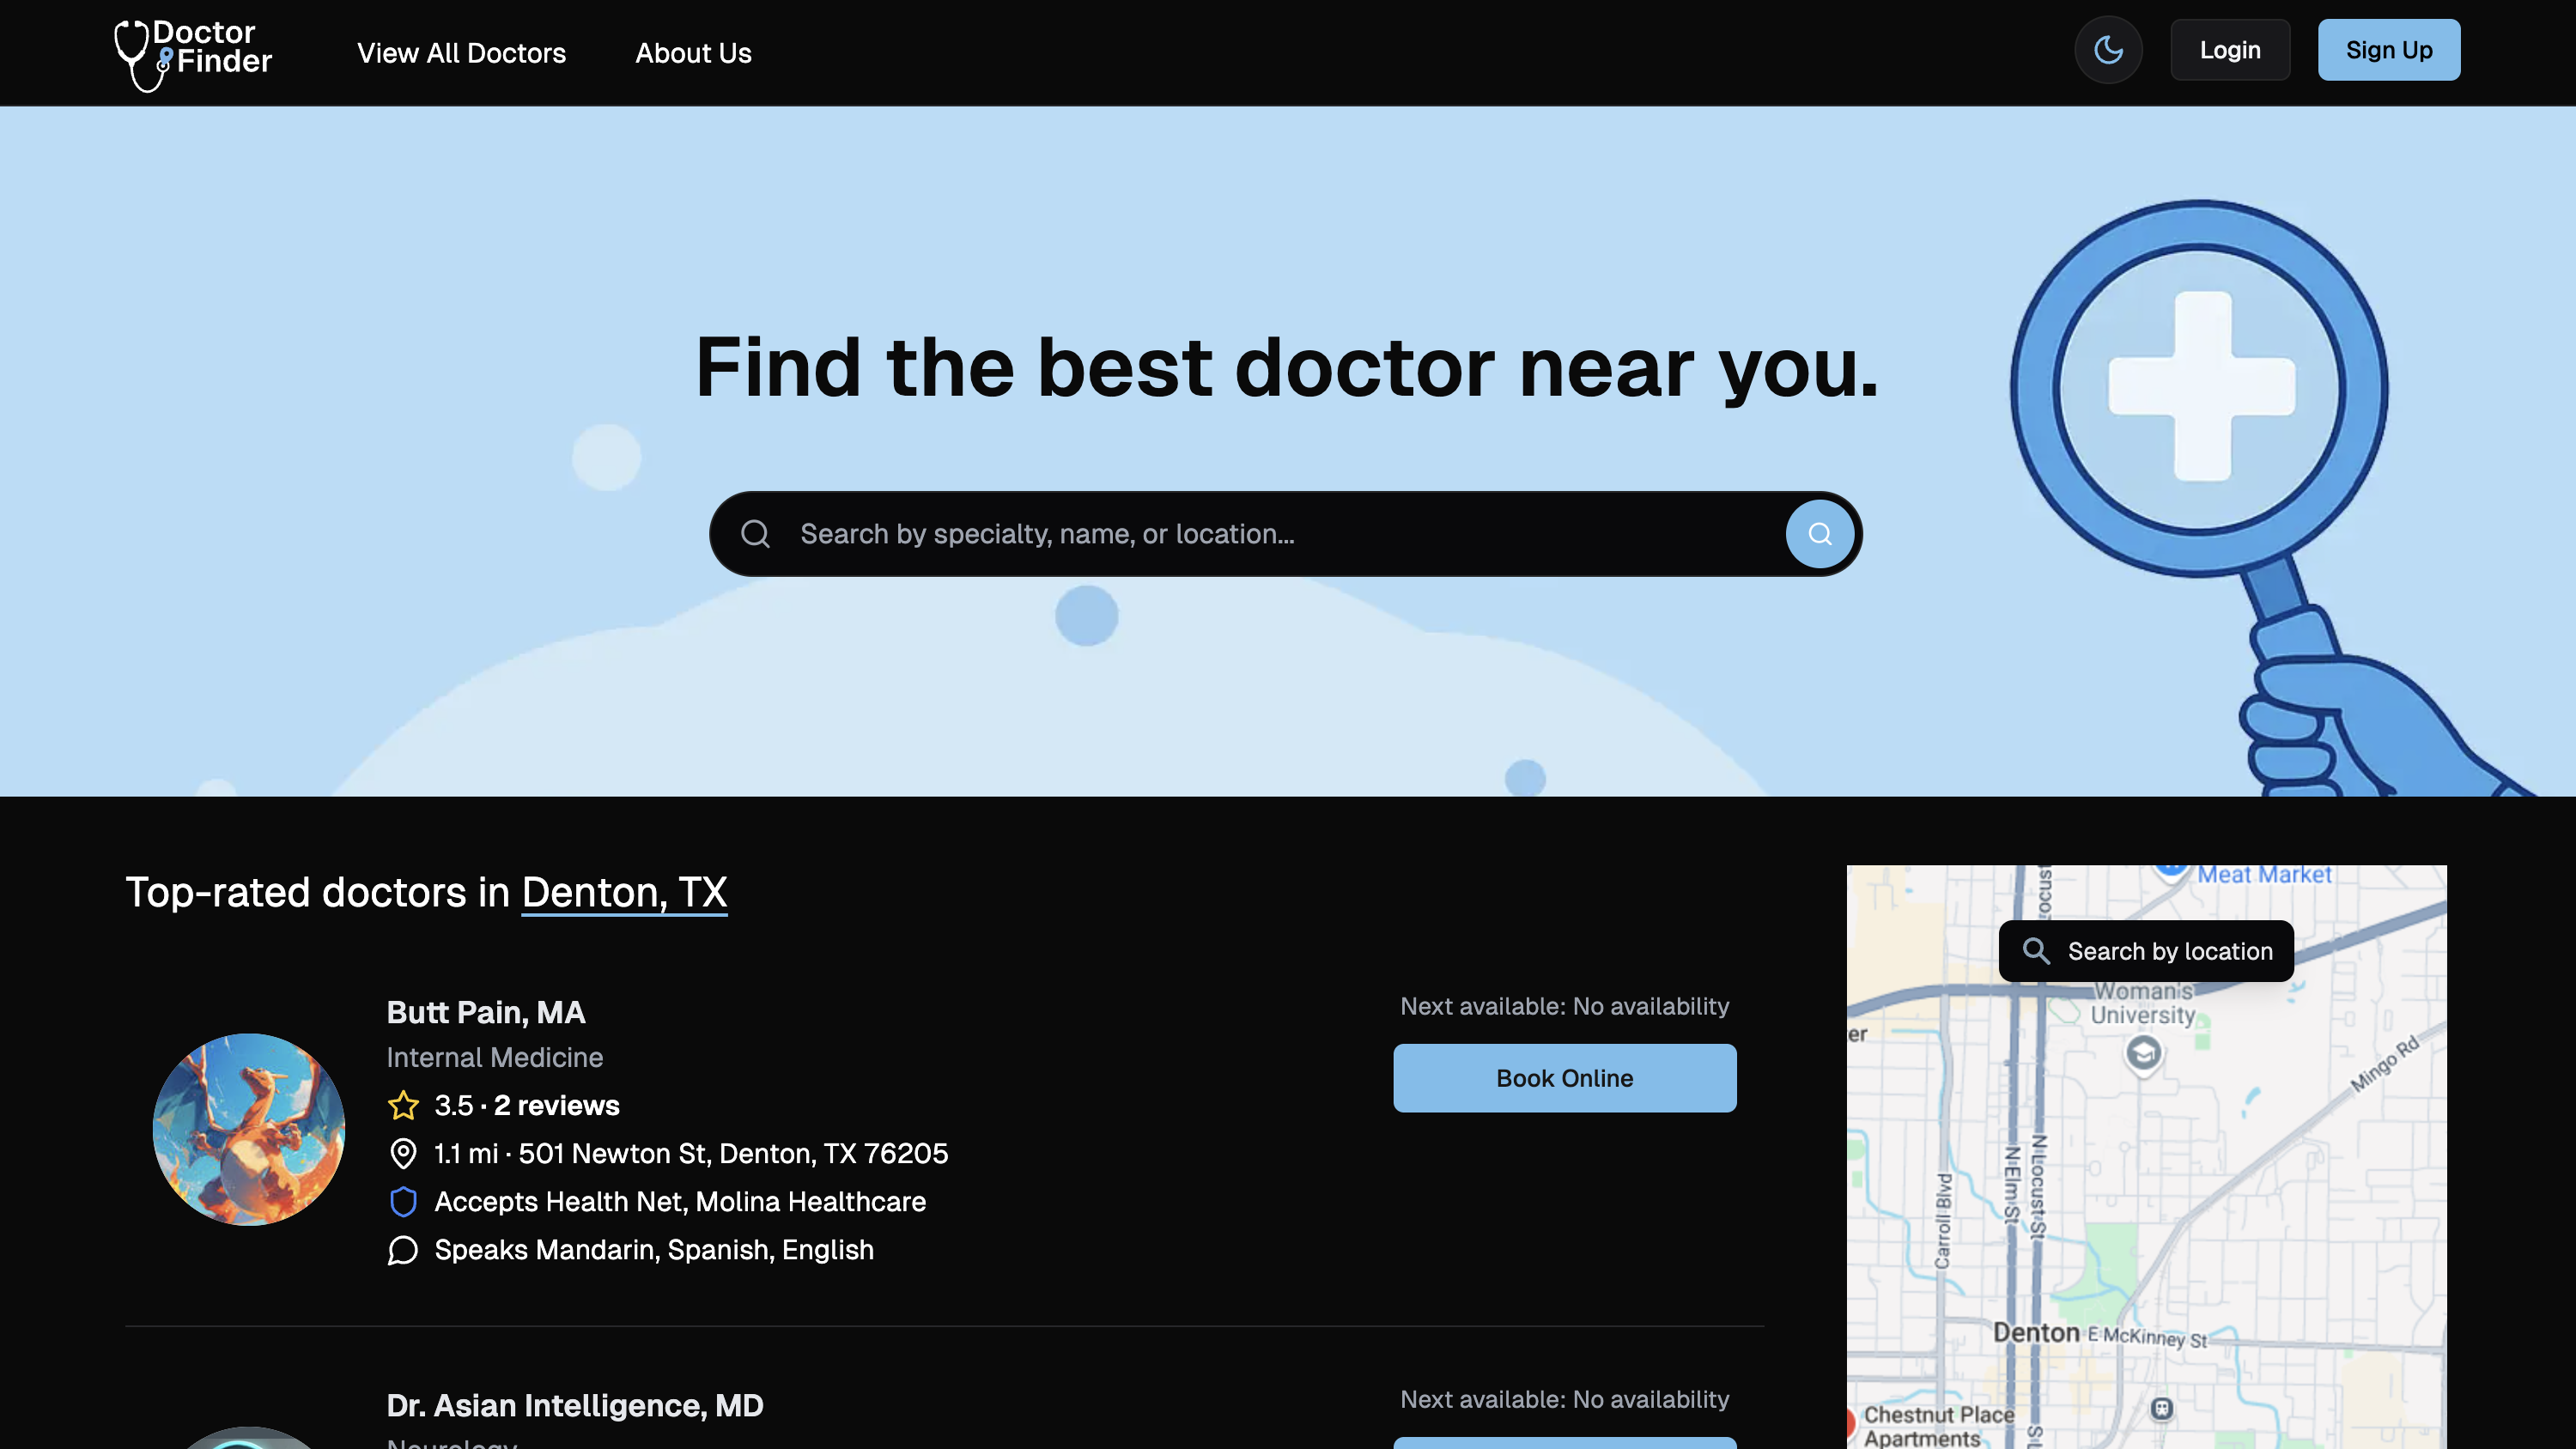 Doctor
Finder
View All Doctors
About Us
Login
Sign Up
Find the best doctor near you.
Search by specialty, name, or location...
Top-rated doctors in Denton, TX
Butt Pain, MA
Internal Medicine
3.5 · 2 reviews
1.1 mi · 501 Newton St, Denton, TX 76205
Accepts Health Net, Molina Healthcare
Speaks Mandarin, Spanish, English
Next available: No availability
Book Online
Dr. Asian Intelligence, MD
Neurology
Next available: No availability
Meat Market
Search by location
Woman's
University
Mingo Rd
N Elm St
N Locust St
Carroll Blvd
Denton
E McKinney St
Chestnut Place
Apartments